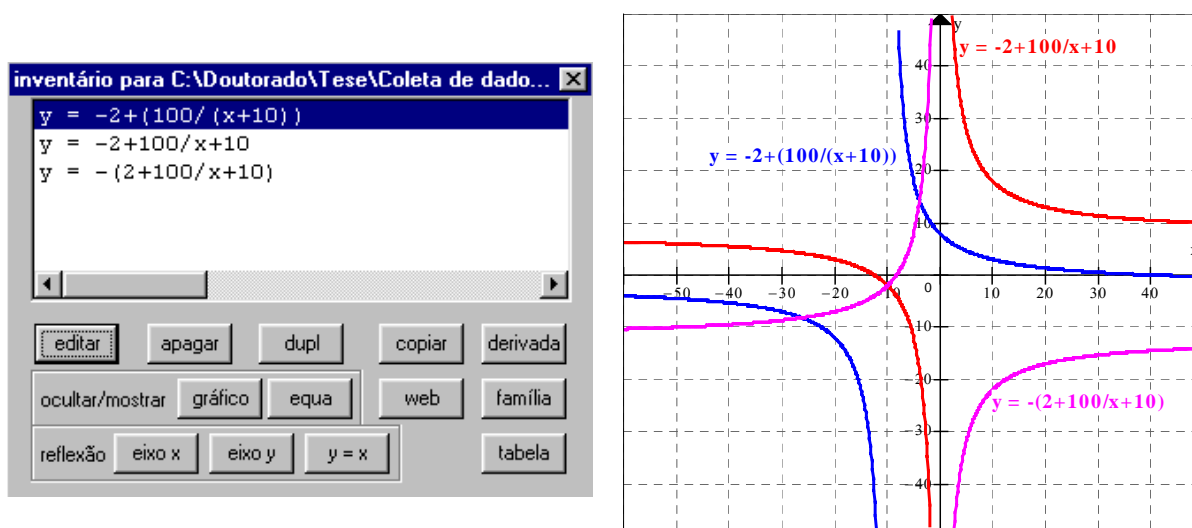 inventário para C:\Doutorado\Tese\Coleta de dado...
y = -2+(100/(x+10))
y = -2+100/x+10
y = -(2+100/x+10)
editar apagar dupl copiar derivada
ocultar/mostrar gráfico equa web família
reflexão eixo x eixo y y = x tabela
y
y = -2+100/x+10
40
30
y = -2+(100/(x+10))
20
10
−50 −40 −30 −20 −10 0 10 20 30 40
−10
−20
y = -(2+100/x+10)
−30
−40